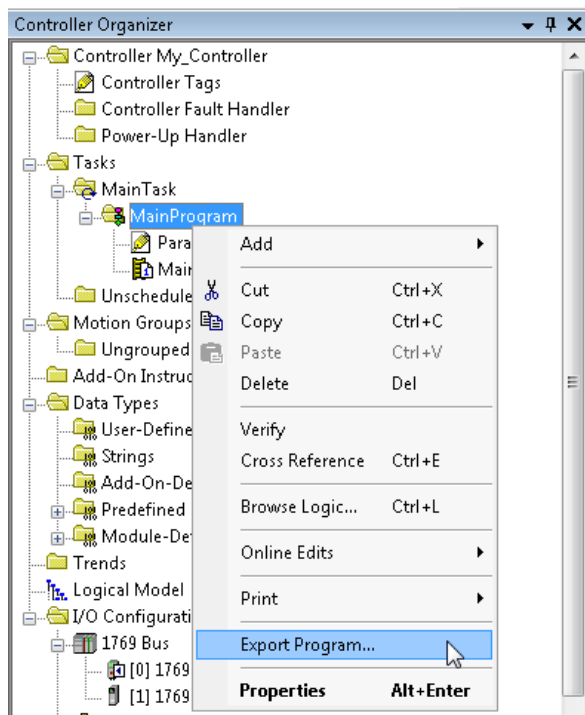 Controller Organizer
Controller My_Controller
Controller Tags
Controller Fault Handler
Power-Up Handler
Tasks
MainTask
MainProgram
Para
Main
Unschedule
Motion Groups
Ungrouped
Add-On Instruc
Data Types
User-Define
Strings
Add-On-De
Predefined
Module-De
Trends
Logical Model
I/O Configurati
1769 Bus
[0] 1769
[1] 1769
Add
Cut Ctrl+X
Copy Ctrl+C
Paste Ctrl+V
Delete Del
Verify
Cross Reference Ctrl+E
Browse Logic... Ctrl+L
Online Edits
Print
Export Program...
Properties Alt+Enter